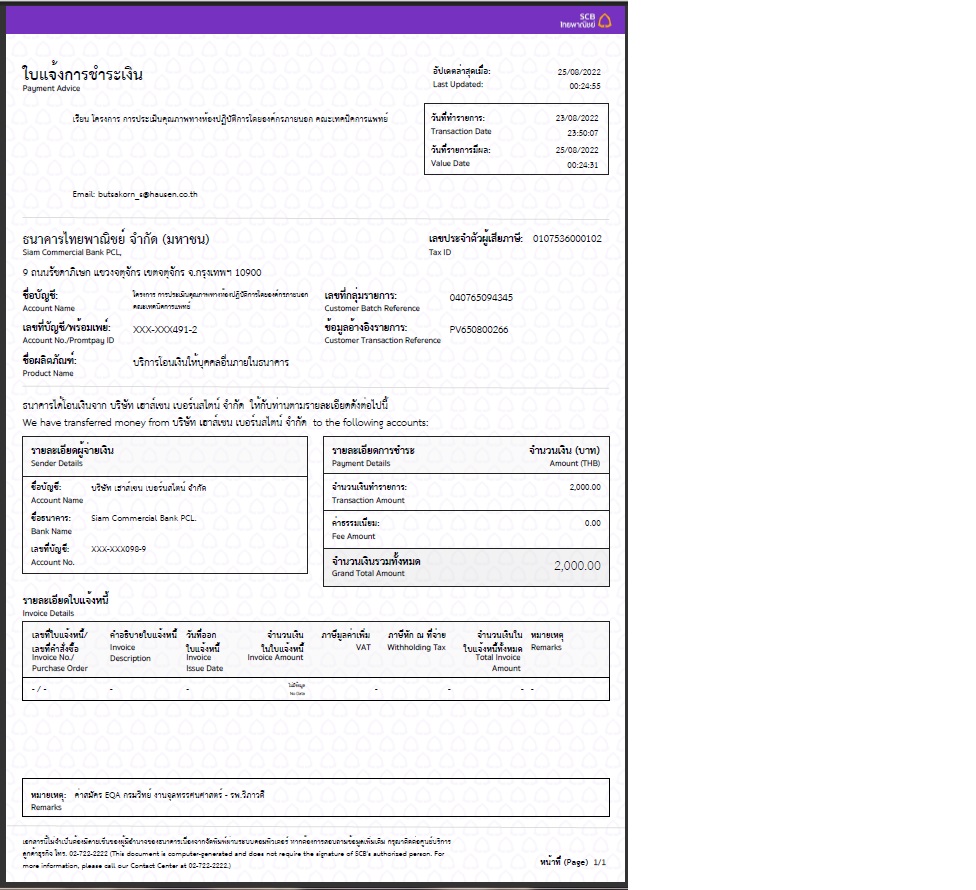 SCB
ไทยพาณิชย์
ใบแจ้งการชำระเงิน
Payment Advice
อัปเดตล่าสุดเมื่อ: 25/08/2022
Last Updated: 00:24:55
เรียน โครงการ การประเมินคุณภาพทางห้องปฏิบัติการโดยองค์กรภายนอก คณะเทคนิคการแพทย์
วันที่ทำรายการ: 23/08/2022
Transaction Date 23:50:07
วันที่รายการมีผล: 25/08/2022
Value Date 00:24:31
Email: butsakorn_s@hausen.co.th
ธนาคารไทยพาณิชย์ จำกัด (มหาชน)
Siam Commercial Bank PCL,
เลขประจำตัวผู้เสียภาษี: 0107536000102
Tax ID
9 ถนนรัชดาภิเษก แขวงจตุจักร เขตจตุจักร จ.กรุงเทพฯ 10900
ชื่อบัญชี: โครงการ การประเมินคุณภาพทางห้องปฏิบัติการโดยองค์กรภายนอก
Account Name คณะเทคนิคการแพทย์
เลขที่กลุ่มรายการ: 040765094345
Customer Batch Reference
เลขที่บัญชี/พร้อมเพย์: XXX-XXX491-2
Account No./Promtpay ID
ข้อมูลอ้างอิงรายการ: PV650800266
Customer Transaction Reference
ชื่อผลิตภัณฑ์: บริการโอนเงินให้บุคคลอื่นภายในธนาคาร
Product Name
ธนาคารได้โอนเงินจาก บริษัท เฮาส์เซน เบอร์นสไตน์ จำกัด ให้กับท่านตามรายละเอียดดังต่อไปนี้
We have transferred money from บริษัท เฮาส์เซน เบอร์นสไตน์ จำกัด to the following accounts:
รายละเอียดผู้จ่ายเงิน
Sender Details
ชื่อบัญชี: บริษัท เฮาส์เซน เบอร์นสไตน์ จำกัด
Account Name
ชื่อธนาคาร: Siam Commercial Bank PCL.
Bank Name
เลขที่บัญชี: XXX-XXX098-9
Account No.
รายละเอียดการชำระ จำนวนเงิน (บาท)
Payment Details Amount (THB)
จำนวนเงินทำรายการ: 2,000.00
Transaction Amount
ค่าธรรมเนียม: 0.00
Fee Amount
จำนวนเงินรวมทั้งหมด 2,000.00
Grand Total Amount
รายละเอียดใบแจ้งหนี้
Invoice Details
เลขที่ใบแจ้งหนี้/ คำอธิบายใบแจ้งหนี้ วันที่ออก จำนวนเงิน ภาษีมูลค่าเพิ่ม ภาษีหัก ณ ที่จ่าย จำนวนเงินใน หมายเหตุ
เลขที่คำสั่งซื้อ Invoice ใบแจ้งหนี้ ในใบแจ้งหนี้ VAT Withholding Tax ใบแจ้งหนี้ทั้งหมด Remarks
Invoice No./ Description Invoice Invoice Amount Total Invoice
Purchase Order Issue Date Amount
- / - - - ไม่มีข้อมูล - - - -
No Data
หมายเหตุ: ค่าสมัคร EQA กรมวิทย์ งานจุลทรรศนศาสตร์ - รพ.วิภารามี
Remarks
เอกสารนี้ไม่จำเป็นต้องมีลายเซ็นของผู้มีอำนาจของธนาคารเนื่องจากจัดพิมพ์ผ่านระบบคอมพิวเตอร์ หากต้องการสอบถามข้อมูลเพิ่มเติม กรุณาติดต่อศูนย์บริการ
ลูกค้าธุรกิจ โทร. 02-722-2222 (This document is computer-generated and does not require the signature of SCB's authorised person. For
more information, please call our Contact Center at 02-722-2222.)
หน้าที่ (Page) 1/1